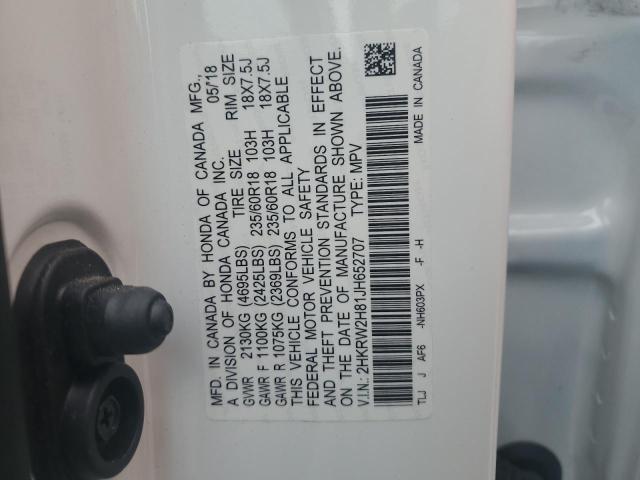 MFD. IN CANADA BY HONDA OF CANADA MFG.,
A DIVISION OF HONDA CANADA INC. 05/18
TIRE SIZE RIM SIZE
GVWR 2130KG (4695LBS)
GAWR F 1100KG (2425LBS) 235/60R18 103H 18X7.5J
GAWR R 1075KG (2369LBS) 235/60R18 103H 18X7.5J
THIS VEHICLE CONFORMS TO ALL APPLICABLE
FEDERAL MOTOR VEHICLE SAFETY
AND THEFT PREVENTION STANDARDS IN EFFECT
ON THE DATE OF MANUFACTURE SHOWN ABOVE.
V.I.N.: 2HKRW2H81JH652707 TYPE: MPV
TLJ J AF6 -NH603PX -F -H MADE IN CANADA